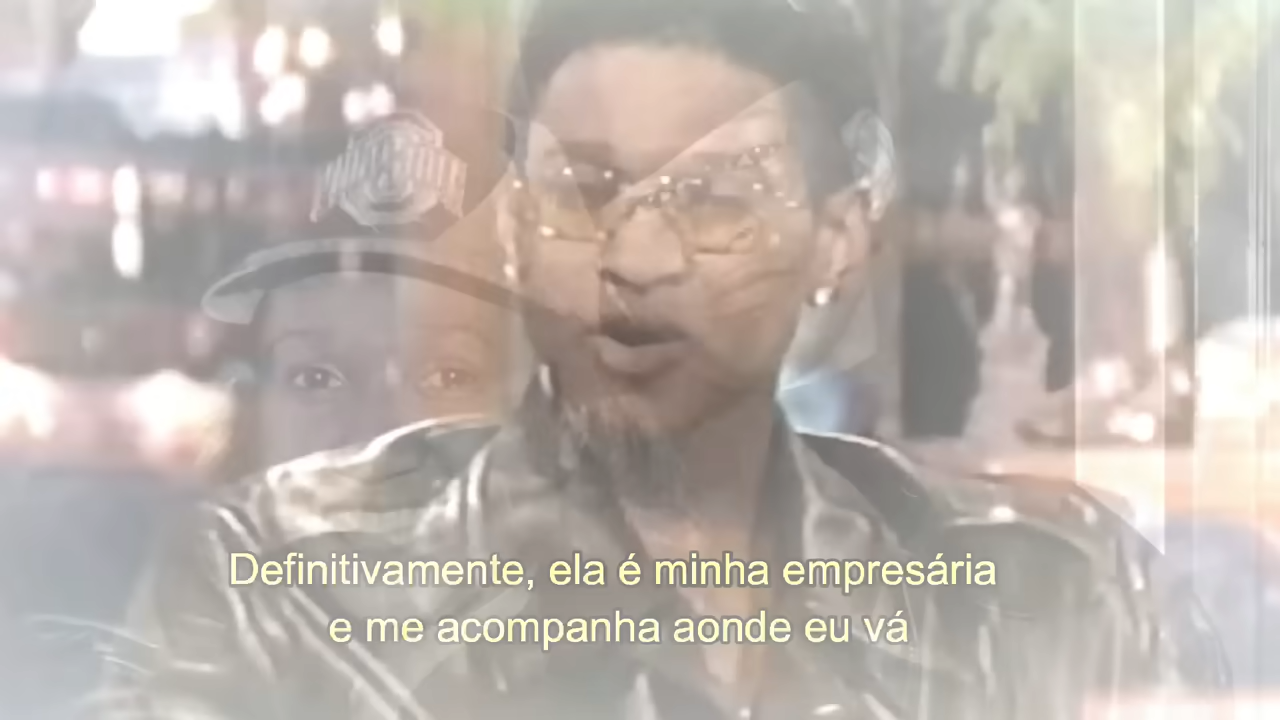 Definitivamente, ela é minha empresária
e me acompanha aonde eu vá